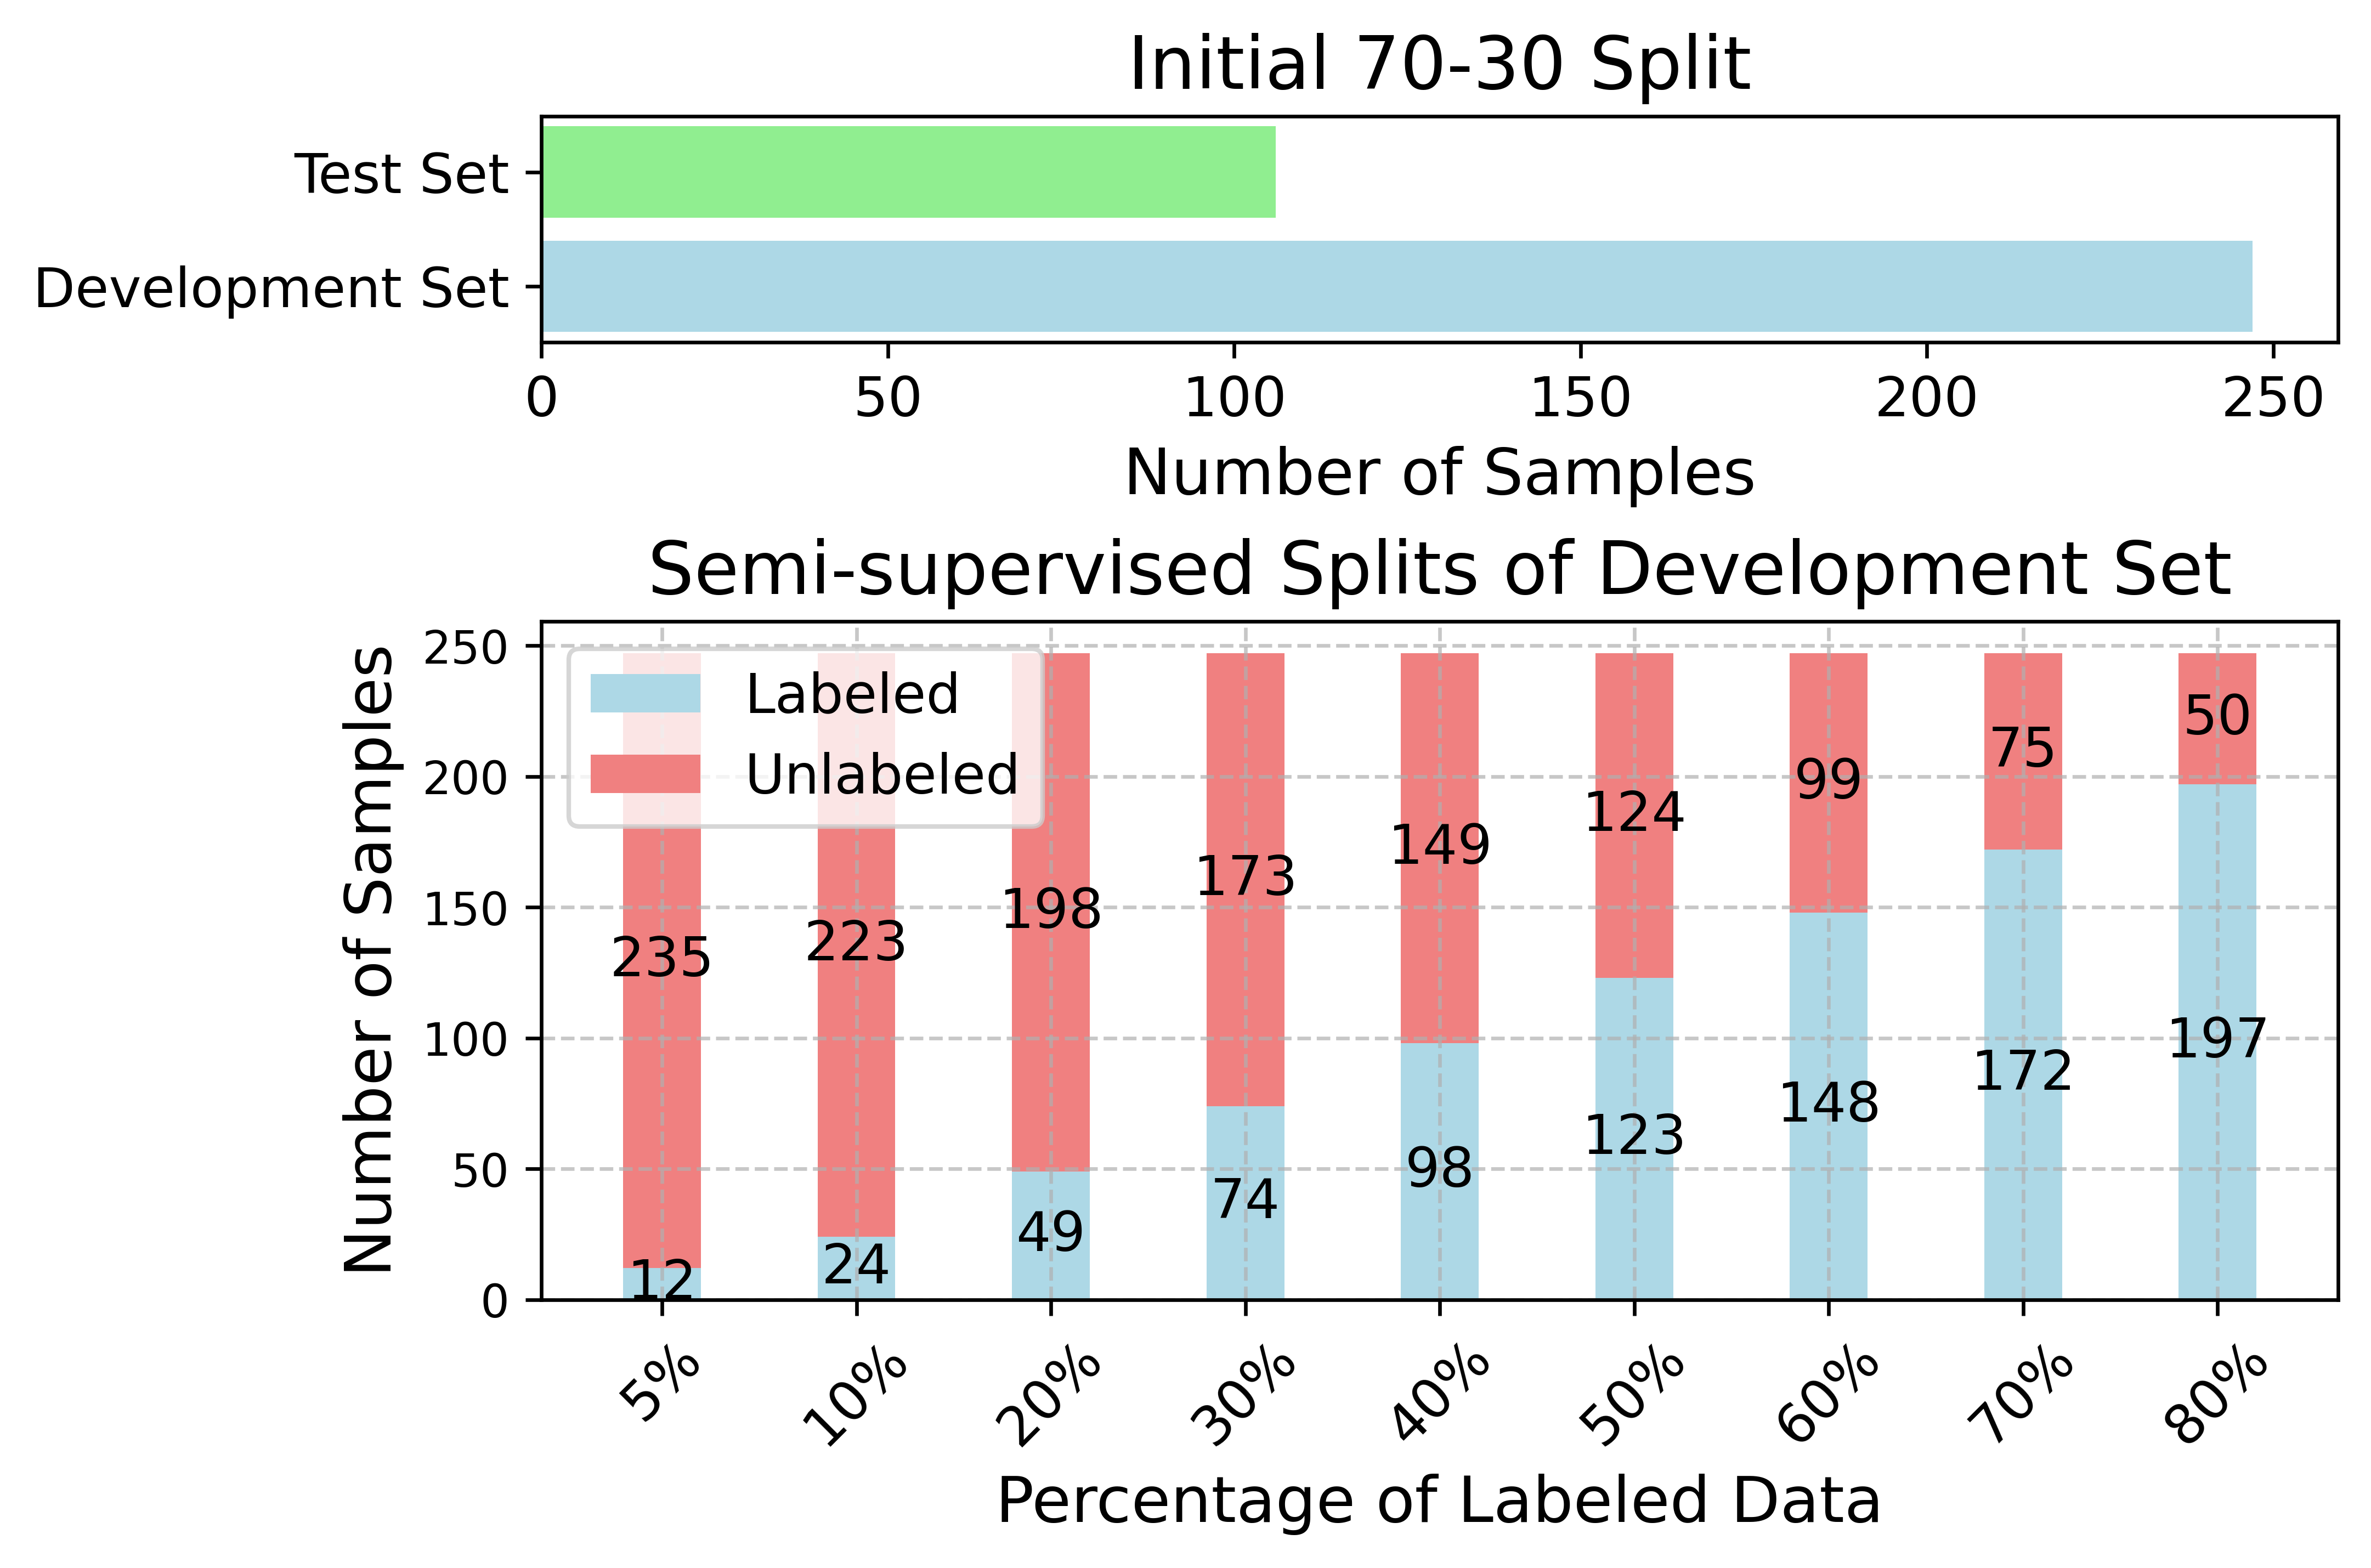 Initial 70-30 Split
Test Set
Development Set
0 50 100 150 200 250
Number of Samples
Semi-supervised Splits of Development Set
Number of Samples
250
200
150
100
50
0
Labeled
Unlabeled
235 223 198 173 149 124 99 75 50
12 24 49 74 98 123 148 172 197
5% 10% 20% 30% 40% 50% 60% 70% 80%
Percentage of Labeled Data